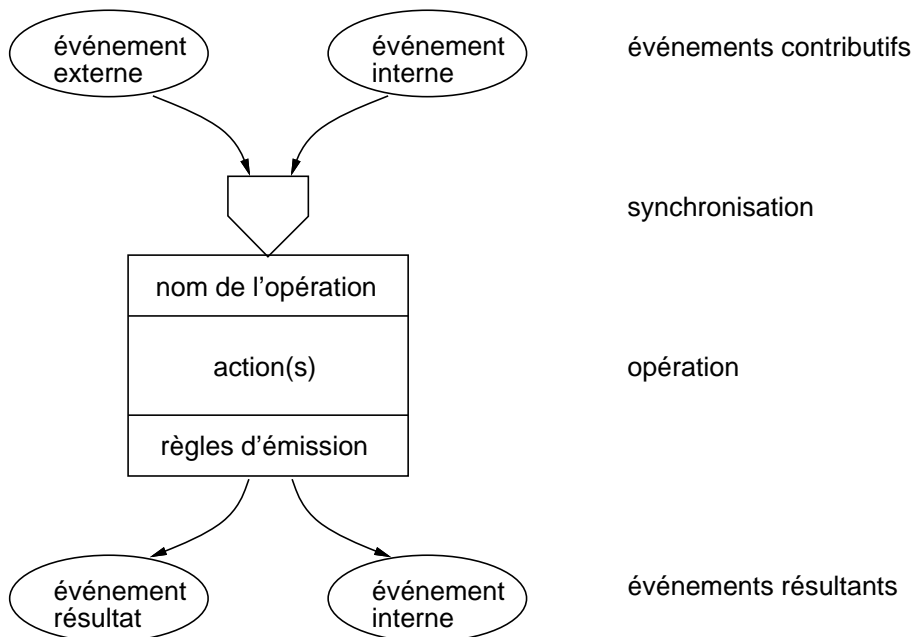 événement
externe
événement
interne
événements contributifs
synchronisation
nom de l'opération
action(s)
opération
règles d'émission
événement
résultat
événement
interne
événements résultants